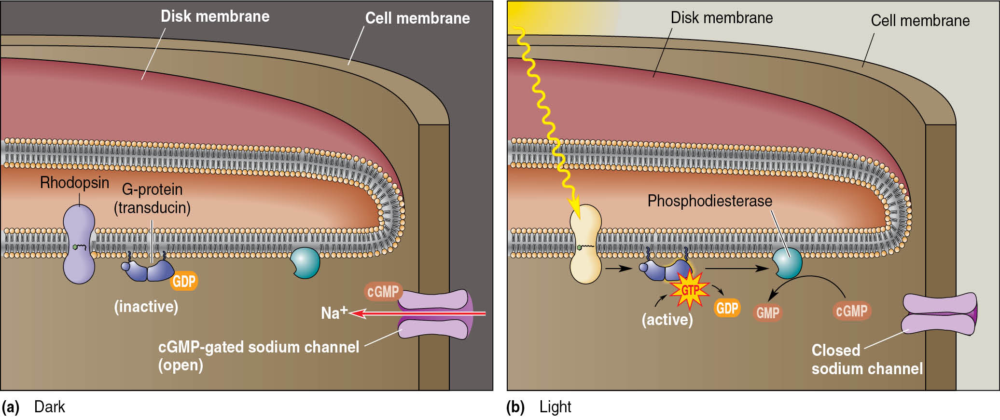 Disk membrane
Cell membrane
Rhodopsin
G-protein
(transducin)
GDP
(inactive)
cGMP
Na+
cGMP-gated sodium channel
(open)
(a) Dark
Disk membrane
Cell membrane
Phosphodiesterase
GTP
GDP
(active)
GMP
cGMP
Closed
sodium channel
(b) Light